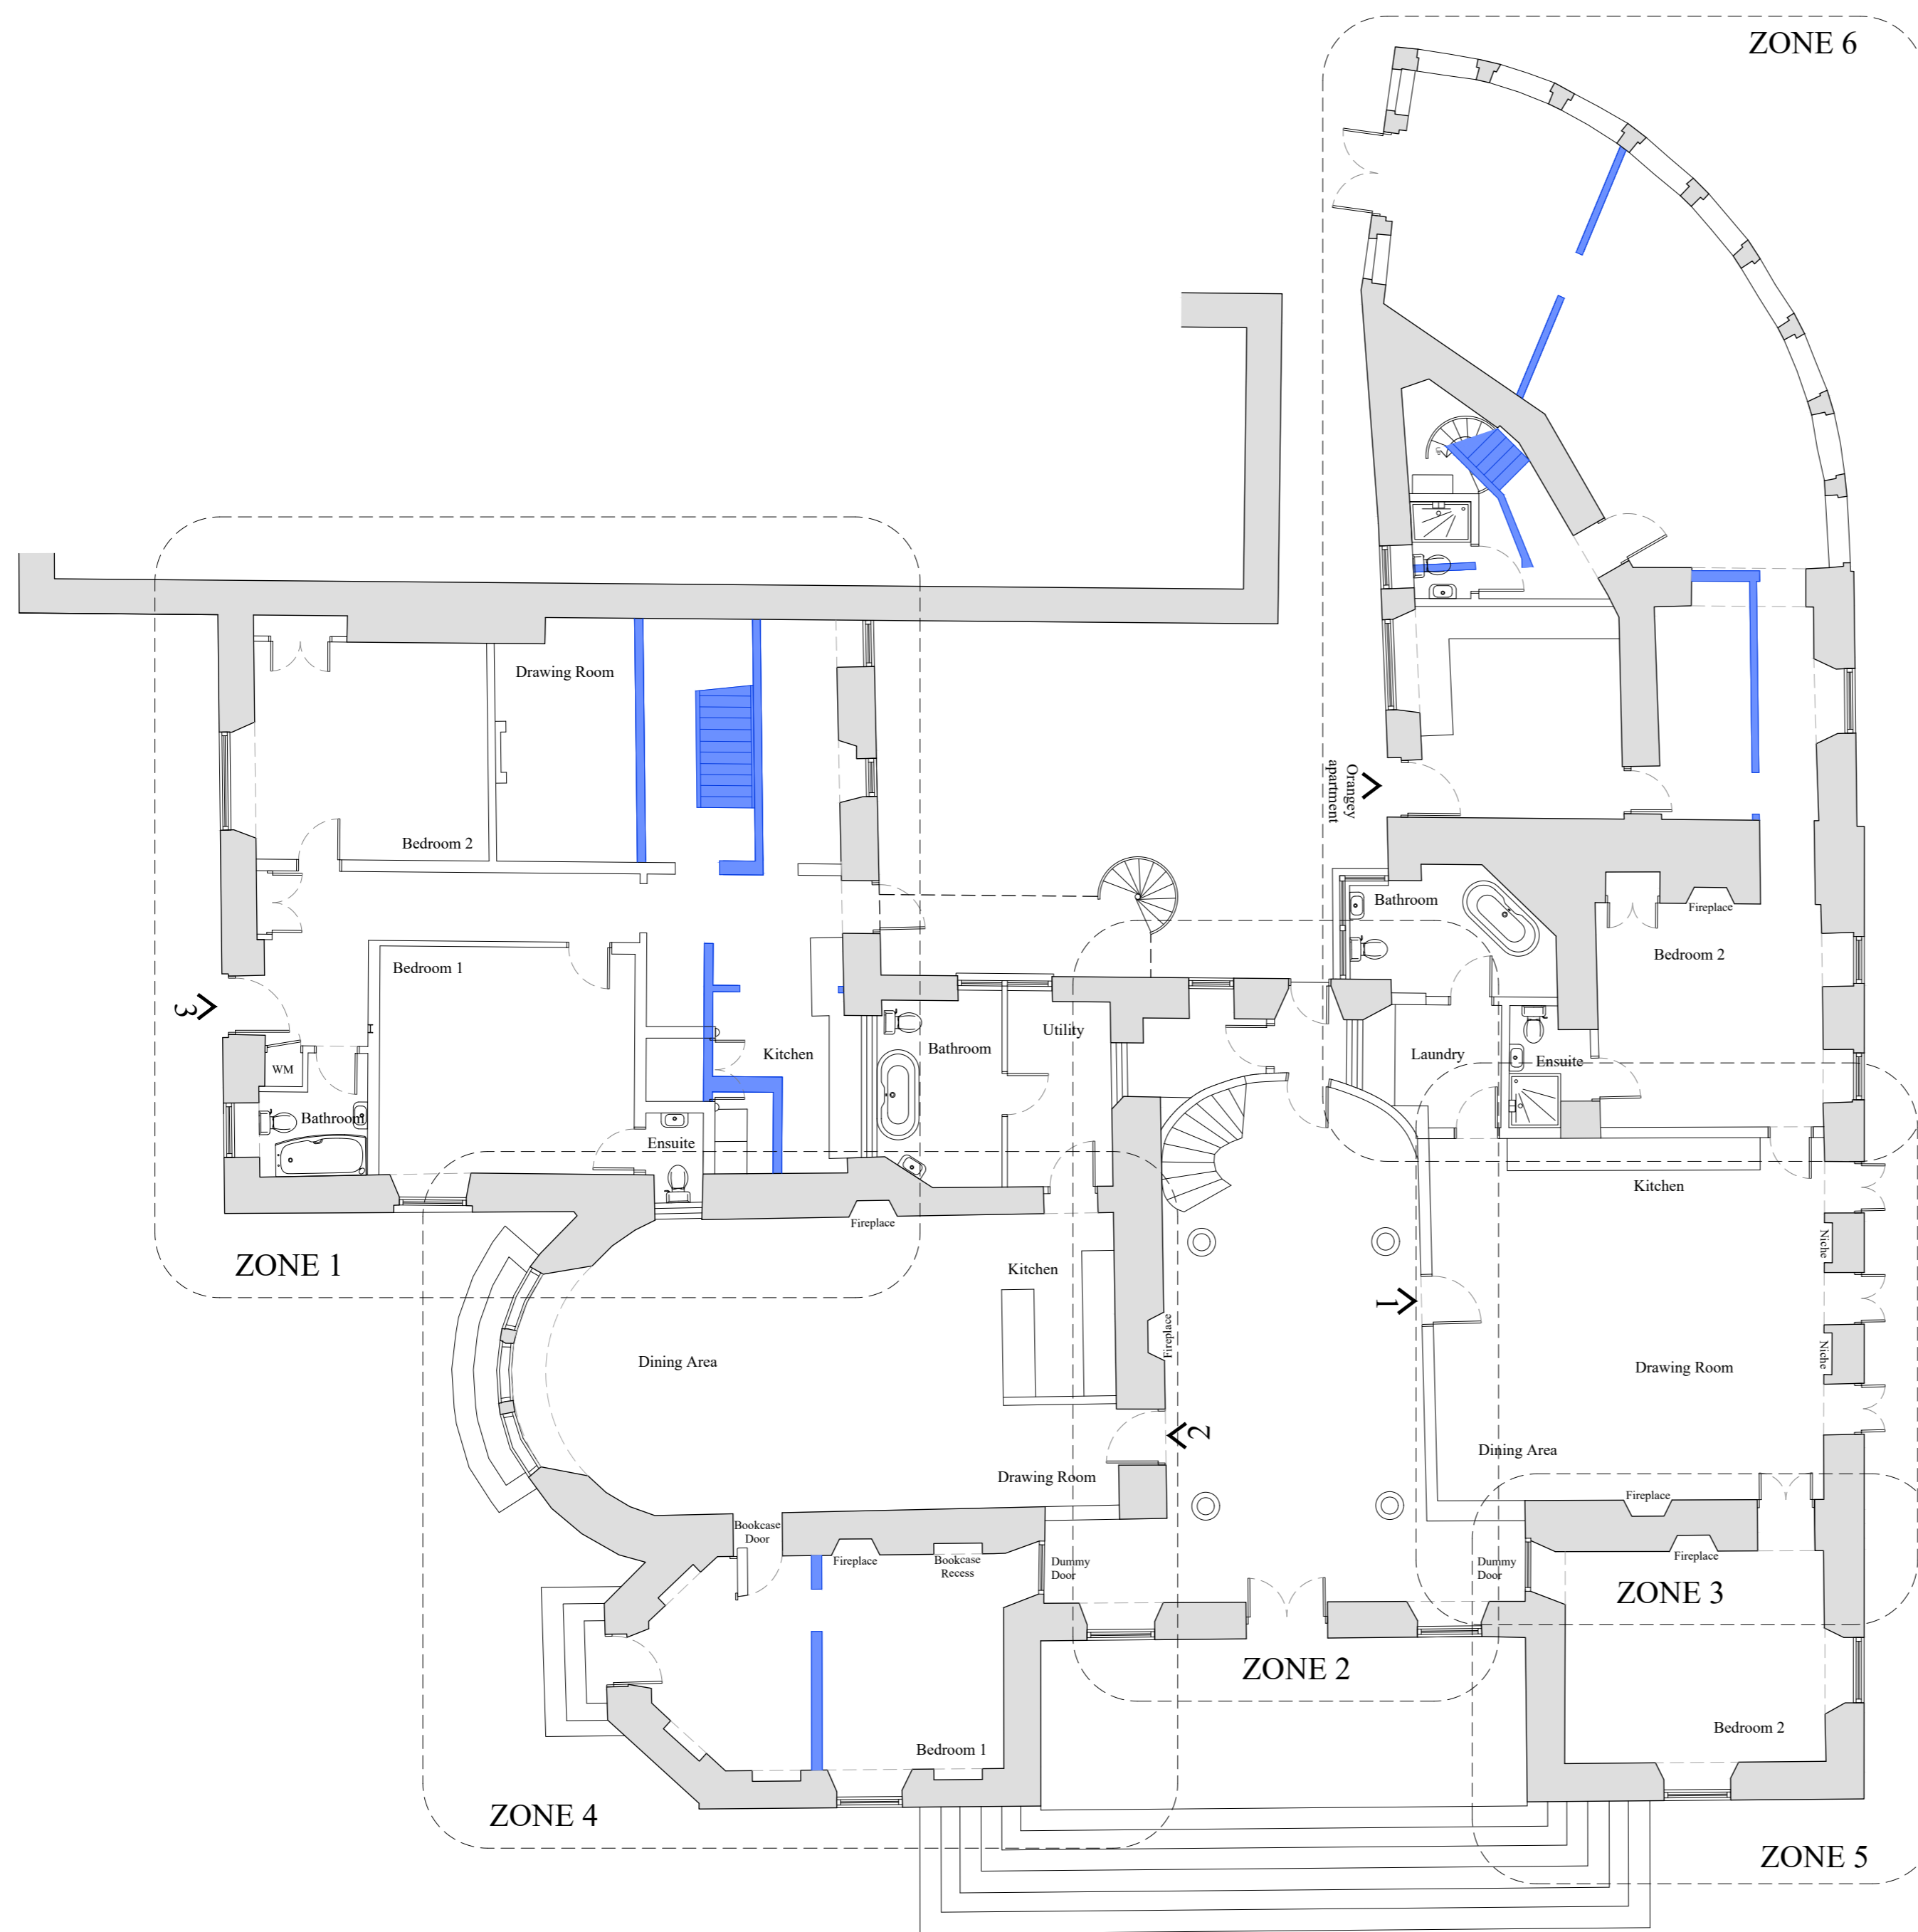 ZONE 6
Drawing Room
Bedroom 2
Orangey
apartment
Bathroom
Fireplace
Bedroom 2
Bedroom 1
3
WM
Bathroom
Ensuite
Kitchen
Bathroom
Utility
Laundry
Ensuite
Kitchen
Fireplace
ZONE 1
Kitchen
Niche
1
Fireplace
Dining Area
Niche
Drawing Room
2
Dining Area
Drawing Room
Fireplace
Bookcase
Door
Fireplace
Bookcase
Recess
Dummy
Door
Dummy
Door
Fireplace
ZONE 3
ZONE 2
Bedroom 2
Bedroom 1
ZONE 4
ZONE 5